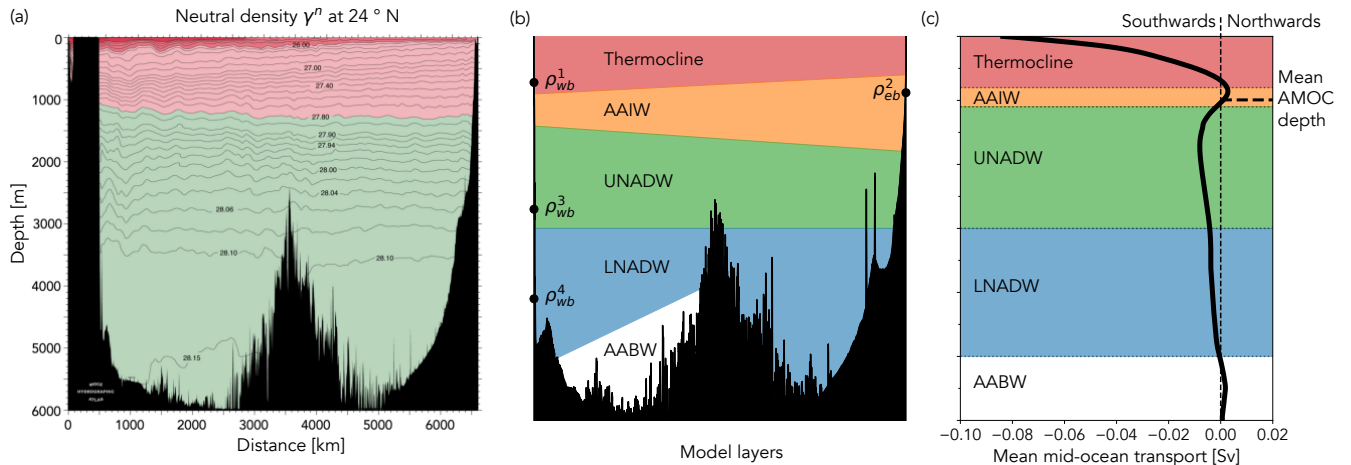 (a)
Neutral density γⁿ at 24 ° N
Depth [m]
0
1000
2000
3000
4000
5000
6000
26.00
27.00
27.40
27.80
27.90
27.94
28.00
28.04
28.06
28.10
28.10
28.15
WOCE
HYDROGRAPHIC
ATLAS
0 1000 2000 3000 4000 5000 6000
Distance [km]
(b)
Thermocline
ρ¹wb
ρ²eb
AAIW
UNADW
ρ³wb
LNADW
ρ⁴wb
AABW
Model layers
(c)
Southwards Northwards
Thermocline
Mean
AMOC
depth
AAIW
UNADW
LNADW
AABW
−0.10 −0.08 −0.06 −0.04 −0.02 0.00 0.02
Mean mid-ocean transport [Sv]